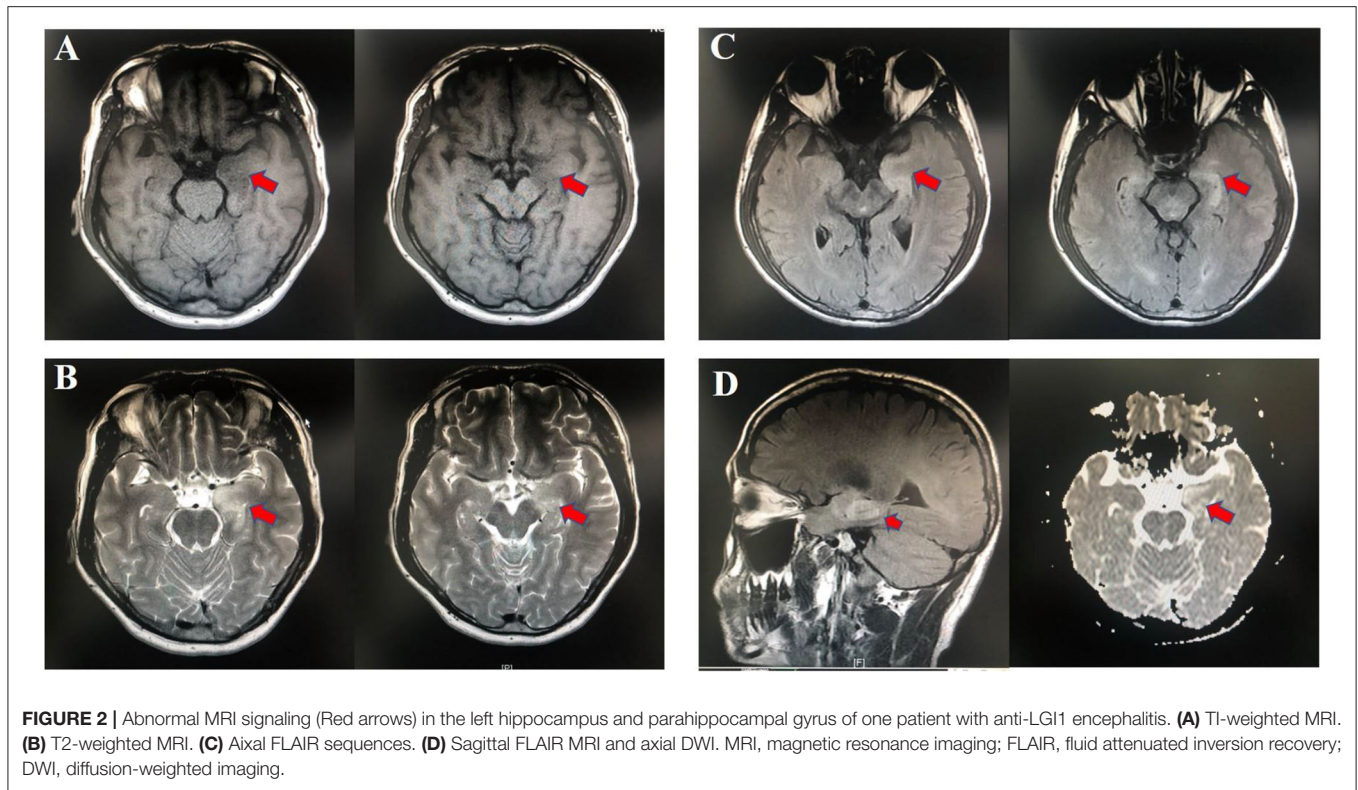 A
C
B
D
[P]
[F]
FIGURE 2 | Abnormal MRI signaling (Red arrows) in the left hippocampus and parahippocampal gyrus of one patient with anti-LGI1 encephalitis. (A) TI-weighted MRI.
(B) T2-weighted MRI. (C) Aixal FLAIR sequences. (D) Sagittal FLAIR MRI and axial DWI. MRI, magnetic resonance imaging; FLAIR, fluid attenuated inversion recovery;
DWI, diffusion-weighted imaging.